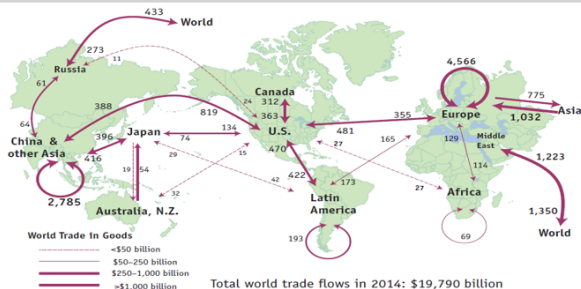 433
World
273
11
Russia
61
4,566
Canada
24
312
363
775
388
819
355
Europe
Asia
1,032
64
China &
other Asia
396
Japan
134
74
U.S.
481
165
129
Middle
East
416
29
15
470
27
114
1,223
19
54
422
173
42
27
Africa
2,785
32
Australia, N.Z.
Latin
America
1,350
World
193
69
World Trade in Goods
<$50 billion
$50–250 billion
$250–1,000 billion
≥$1,000 billion
Total world trade flows in 2014: $19,790 billion